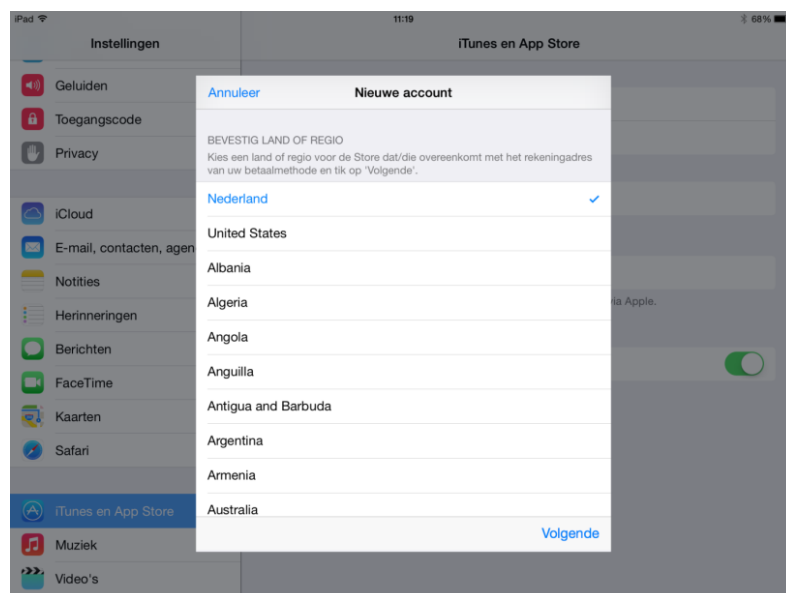 iPad 11:19 68%
Instellingen
iTunes en App Store
Geluiden
Toegangscode
Privacy
iCloud
E-mail, contacten, agen
Notities
Herinneringen
Berichten
FaceTime
Kaarten
Safari
iTunes en App Store
Muziek
Video's
Annuleer Nieuwe account
BEVESTIG LAND OF REGIO
Kies een land of regio voor de Store dat/die overeenkomt met het rekeningadres
van uw betaalmethode en tik op 'Volgende'.
Nederland
United States
Albania
Algeria
Angola
Anguilla
Antigua and Barbuda
Argentina
Armenia
Australia
Volgende
via Apple.